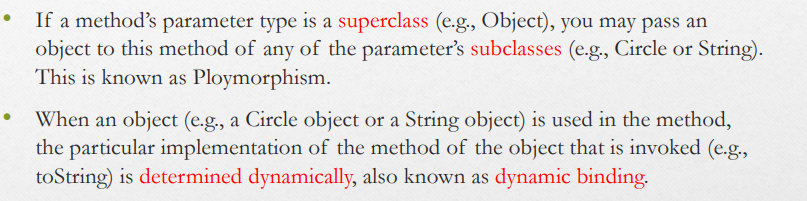 • If a method's parameter type is a superclass (e.g., Object), you may pass an
object to this method of any of the parameter's subclasses (e.g., Circle or String).
This is known as Ploymorphism.
• When an object (e.g., a Circle object or a String object) is used in the method,
the particular implementation of the method of the object that is invoked (e.g.,
toString) is determined dynamically, also known as dynamic binding.